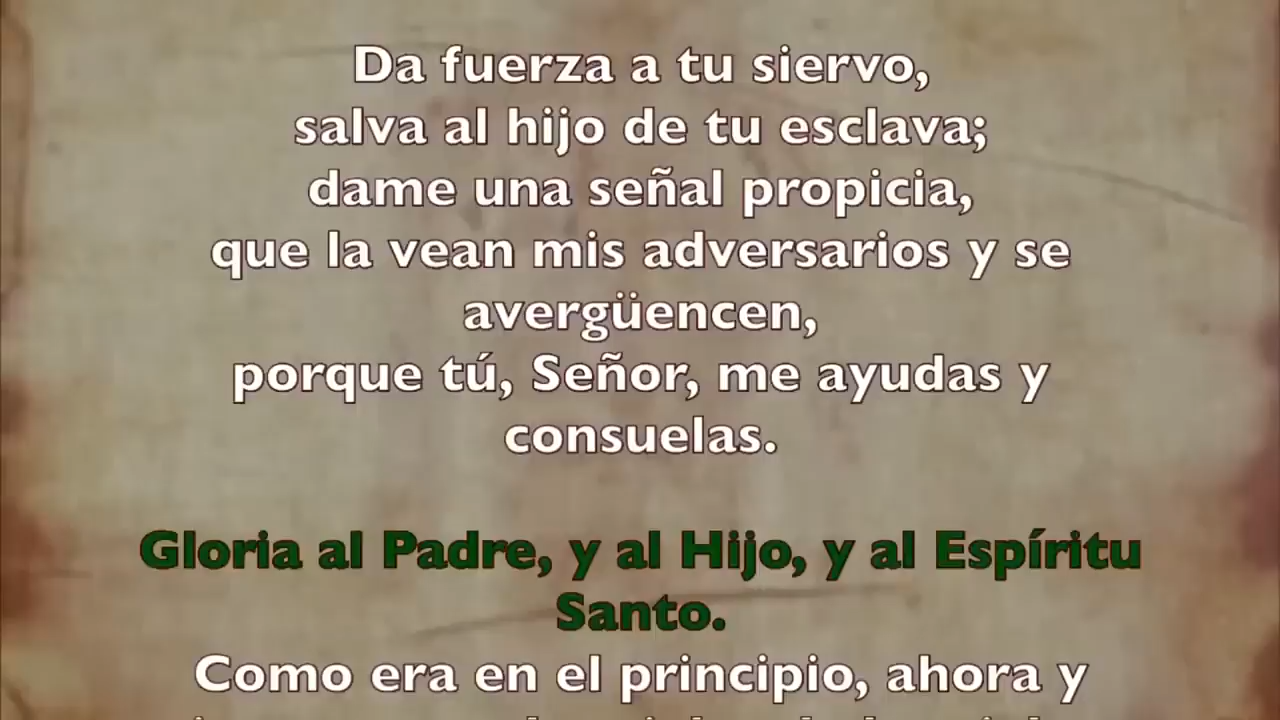 Da fuerza a tu siervo,
salva al hijo de tu esclava;
dame una señal propicia,
que la vean mis adversarios y se
avergüencen,
porque tú, Señor, me ayudas y
consuelas.
Gloria al Padre, y al Hijo, y al Espíritu
Santo.
Como era en el principio, ahora y